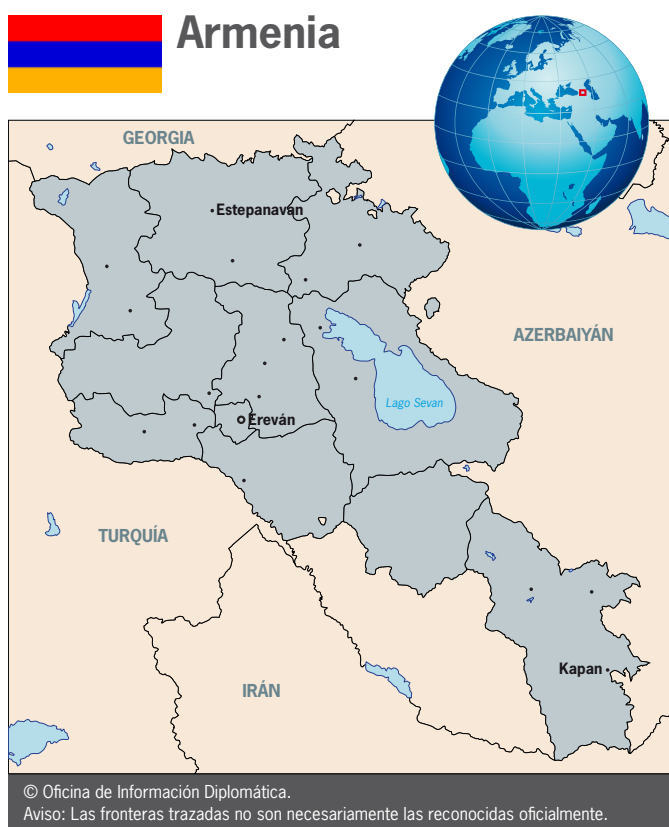 Armenia
GEORGIA
Estepanavan
AZERBAIYÁN
Lago Sevan
Ereván
TURQUÍA
Kapan
IRÁN
© Oficina de Información Diplomática.
Aviso: Las fronteras trazadas no son necesariamente las reconocidas oficialmente.